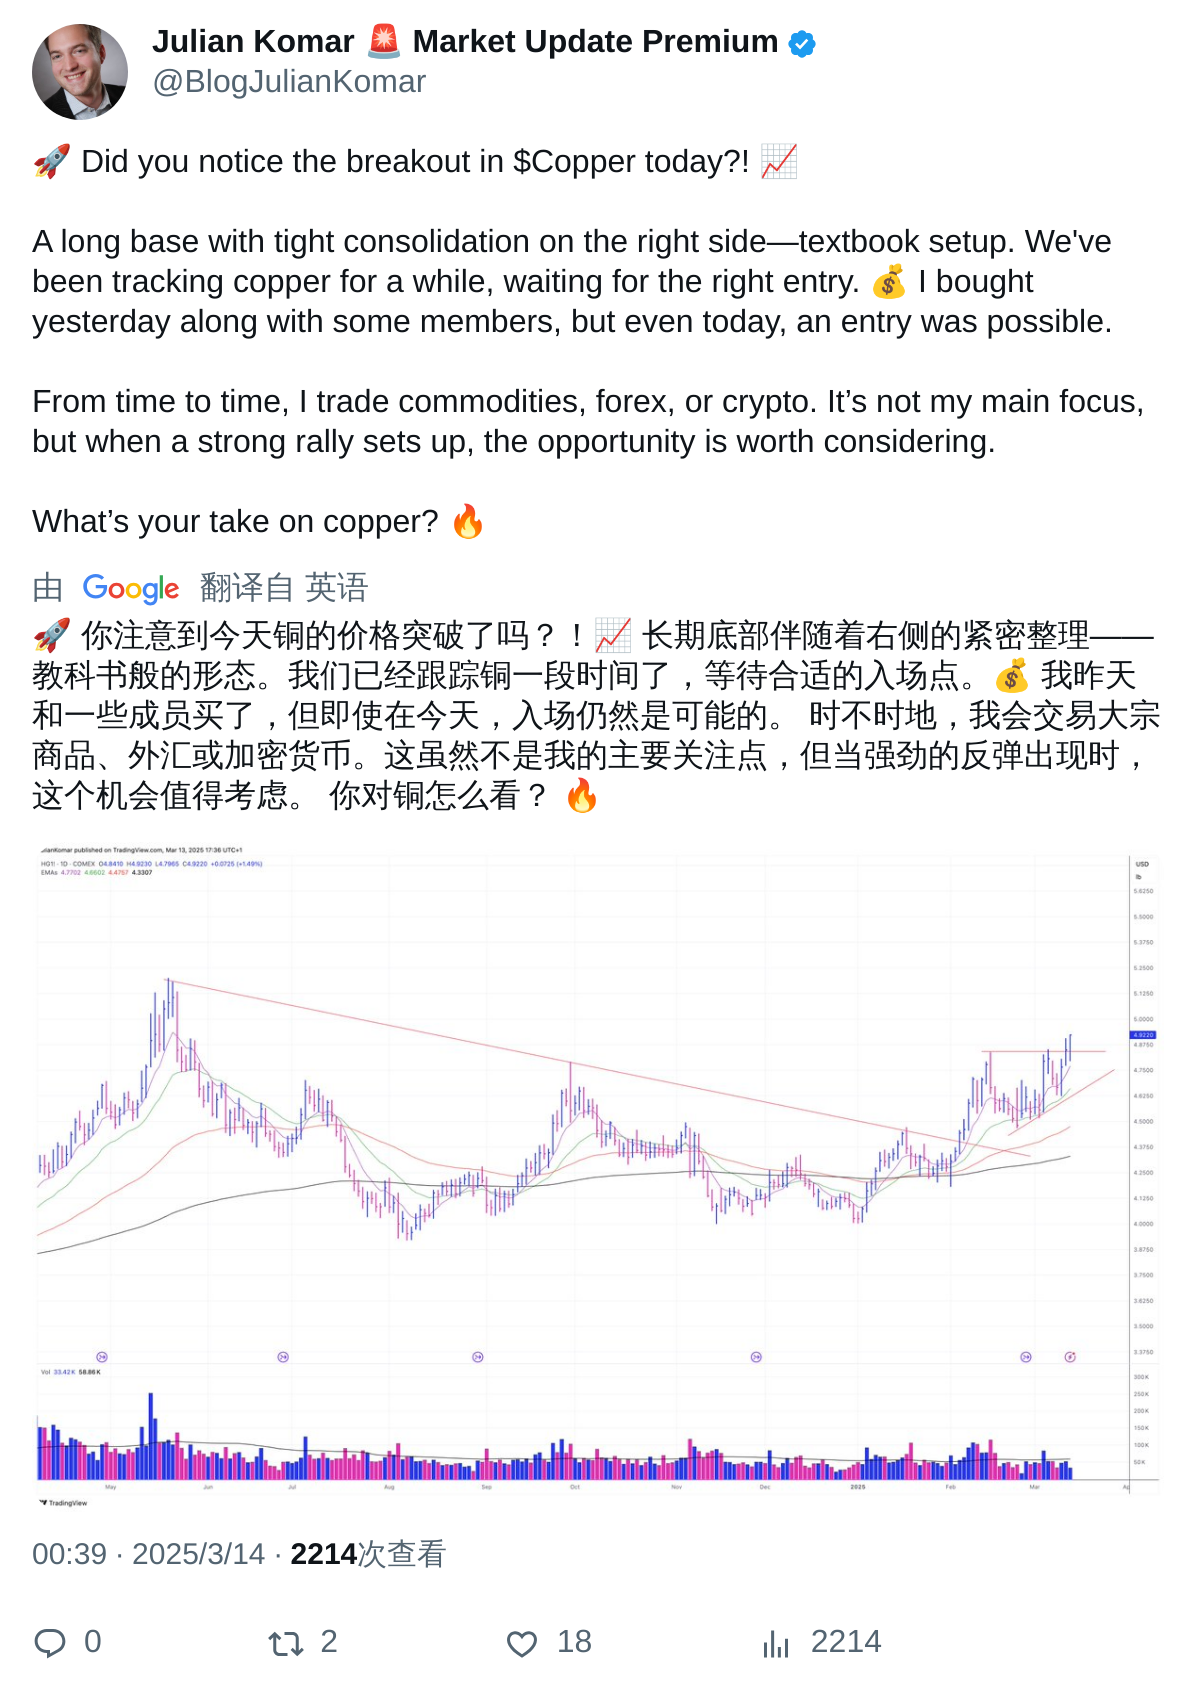 Julian Komar 🚨 Market Update Premium
@BlogJulianKomar
🚀 Did you notice the breakout in $Copper today?! 📈
A long base with tight consolidation on the right side—textbook setup. We've
been tracking copper for a while, waiting for the right entry. 💰 I bought
yesterday along with some members, but even today, an entry was possible.
From time to time, I trade commodities, forex, or crypto. It’s not my main focus,
but when a strong rally sets up, the opportunity is worth considering.
What’s your take on copper? 🔥
由 Google 翻译自 英语
🚀 你注意到今天铜的价格突破了吗？！📈 长期底部伴随着右侧的紧密整理——
教科书般的形态。我们已经跟踪铜一段时间了，等待合适的入场点。💰 我昨天
和一些成员买了，但即使在今天，入场仍然是可能的。 时不时地，我会交易大宗
商品、外汇或加密货币。这虽然不是我的主要关注点，但当强劲的反弹出现时，
这个机会值得考虑。 你对铜怎么看？ 🔥
published on TradingView.com, Mar 13, 2025 17:36 UTC+1
HG1! · 1D · COMEX O4.8410 H4.9230 L4.7965 C4.9220 +0.0725 (+1.49%)
EMAs 4.7702 4.6602 4.4757 4.3307
USD
lb
5.6250
5.5000
5.3750
5.2500
5.1250
5.0000
4.9220
4.8750
4.7500
4.6250
4.5000
4.3750
4.2500
4.1250
4.0000
3.8750
3.7500
3.6250
3.5000
3.3750
Vol 33.42K 58.86K
300K
250K
200K
150K
100K
50K
May Jun Jul Aug Sep Oct Nov Dec 2025 Feb Mar
TradingView
00:39 · 2025/3/14 · 2214次查看
0 2 18 2214